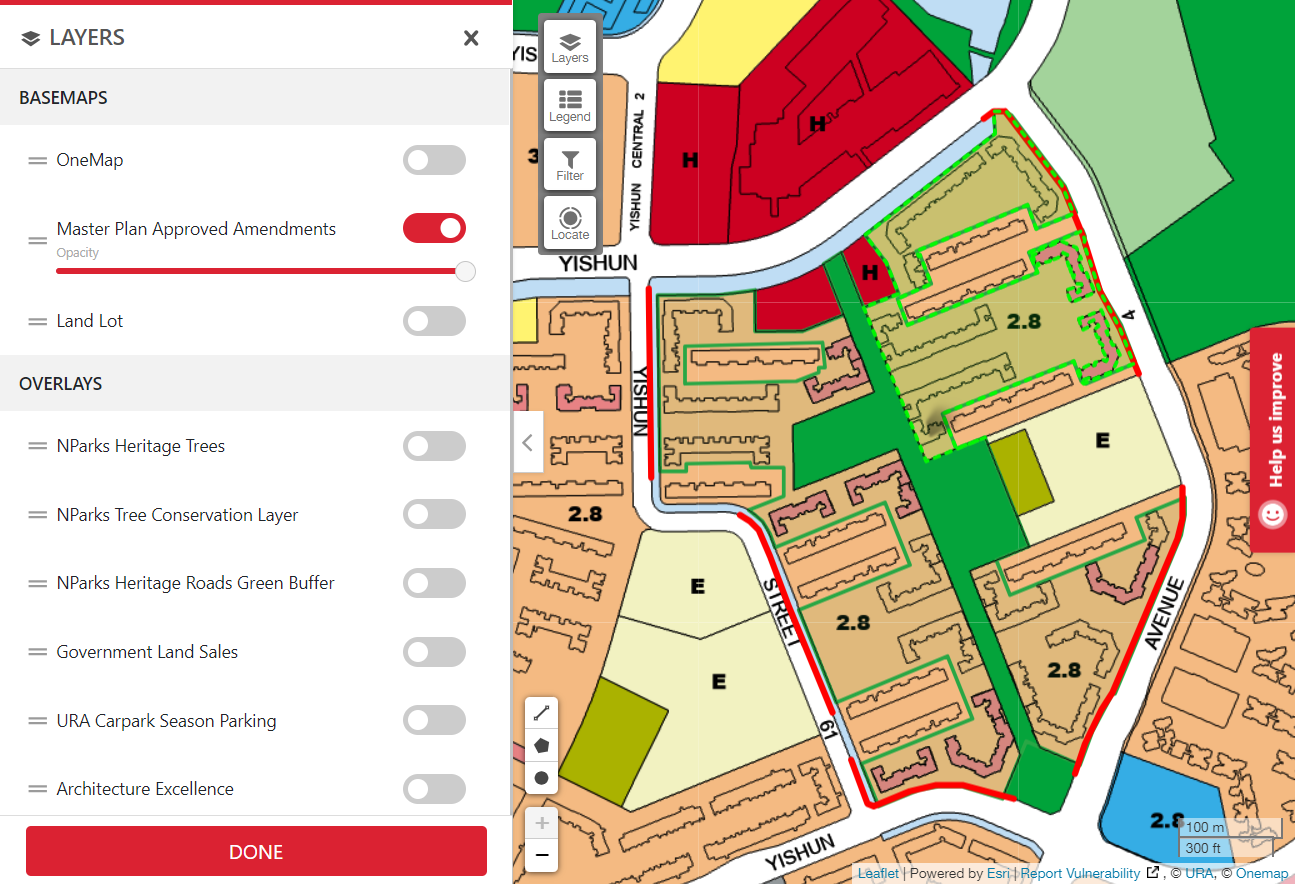 LAYERS
BASEMAPS
OneMap
Master Plan Approved Amendments
Opacity
Land Lot
OVERLAYS
NParks Heritage Trees
NParks Tree Conservation Layer
NParks Heritage Roads Green Buffer
Government Land Sales
URA Carpark Season Parking
Architecture Excellence
DONE
Layers
Legend
Filter
Locate
YIS
3
YISHUN CENTRAL 2
H
H
YISHUN
H
2.8
4
YISHUN
E
2.8
E
STREET
2.8
E
2.8
AVENUE
61
2.8
YISHUN
100 m
300 ft
Help us improve
Leaflet | Powered by Esri | Report Vulnerability , © URA, © Onemap